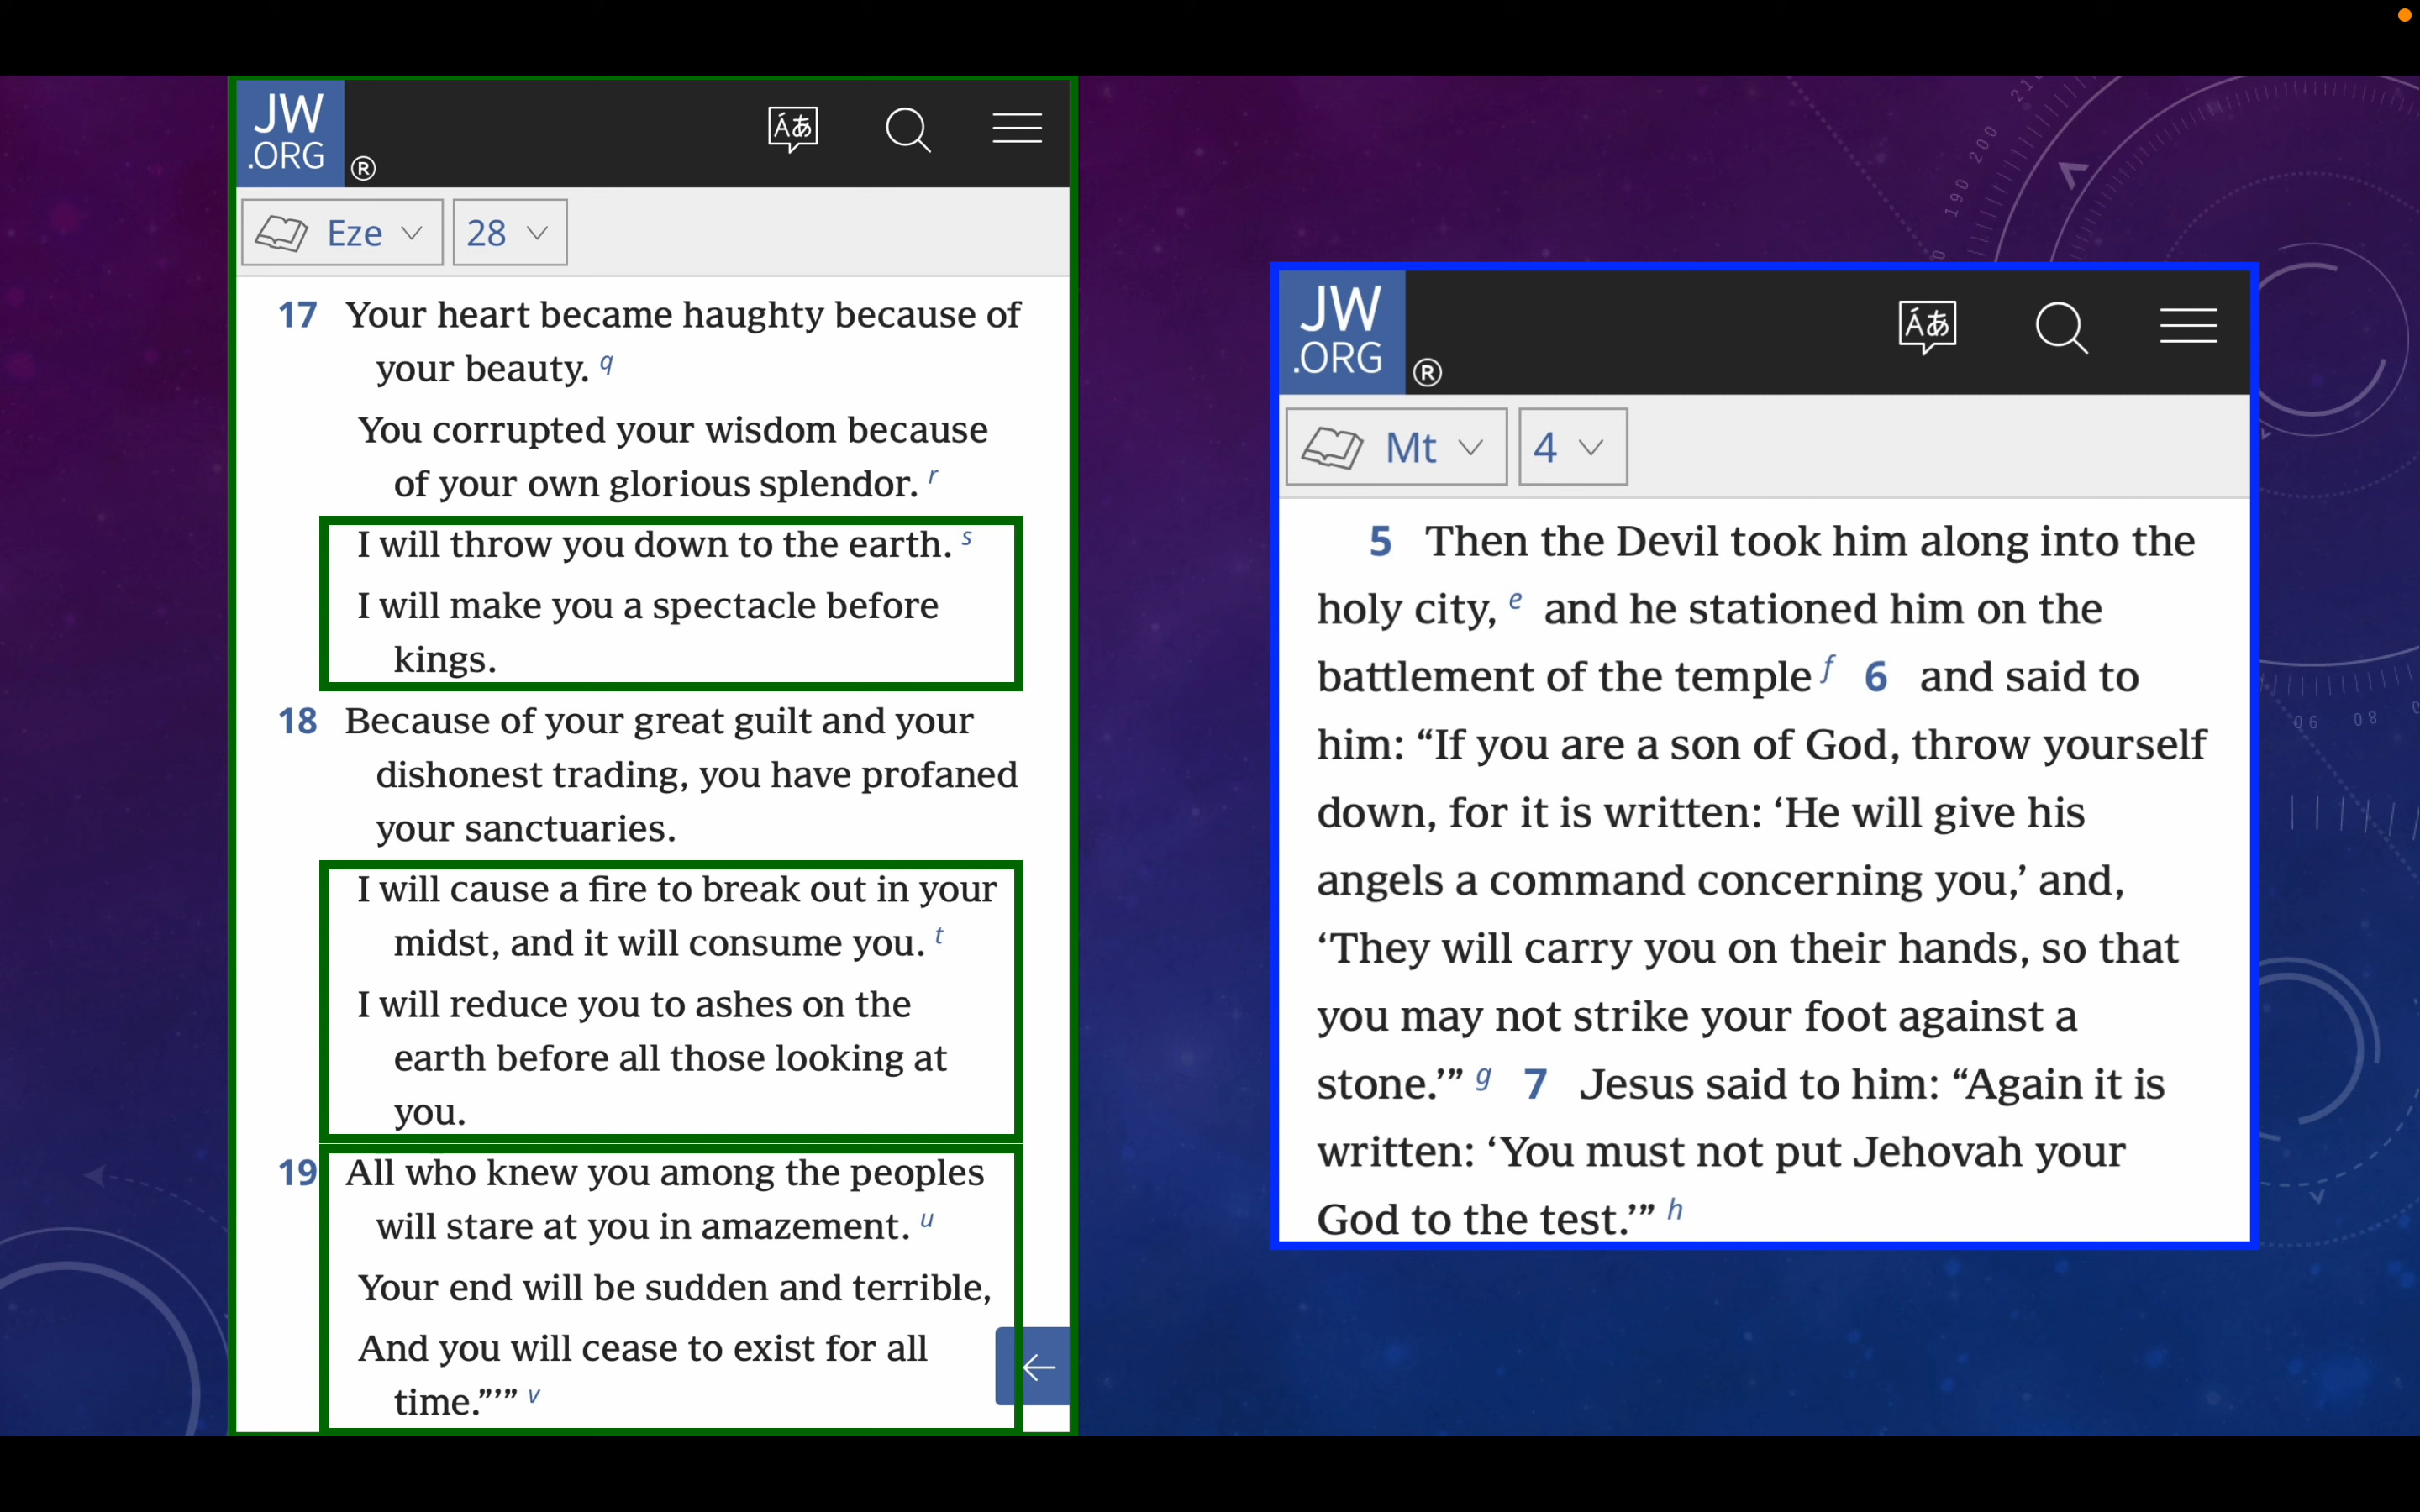 JW
.ORG
®
Áあ
Eze
28
17 Your heart became haughty because of
your beauty. q
You corrupted your wisdom because
of your own glorious splendor. r
I will throw you down to the earth. s
I will make you a spectacle before
kings.
18 Because of your great guilt and your
dishonest trading, you have profaned
your sanctuaries.
I will cause a fire to break out in your
midst, and it will consume you. t
I will reduce you to ashes on the
earth before all those looking at
you.
19 All who knew you among the peoples
will stare at you in amazement. u
Your end will be sudden and terrible,
And you will cease to exist for all
time.”’” v
JW
.ORG
®
Áあ
Mt
4
5 Then the Devil took him along into the
holy city, e and he stationed him on the
battlement of the temple f 6 and said to
him: “If you are a son of God, throw yourself
down, for it is written: ‘He will give his
angels a command concerning you,’ and,
‘They will carry you on their hands, so that
you may not strike your foot against a
stone.’” g 7 Jesus said to him: “Again it is
written: ‘You must not put Jehovah your
God to the test.’” h
190 200